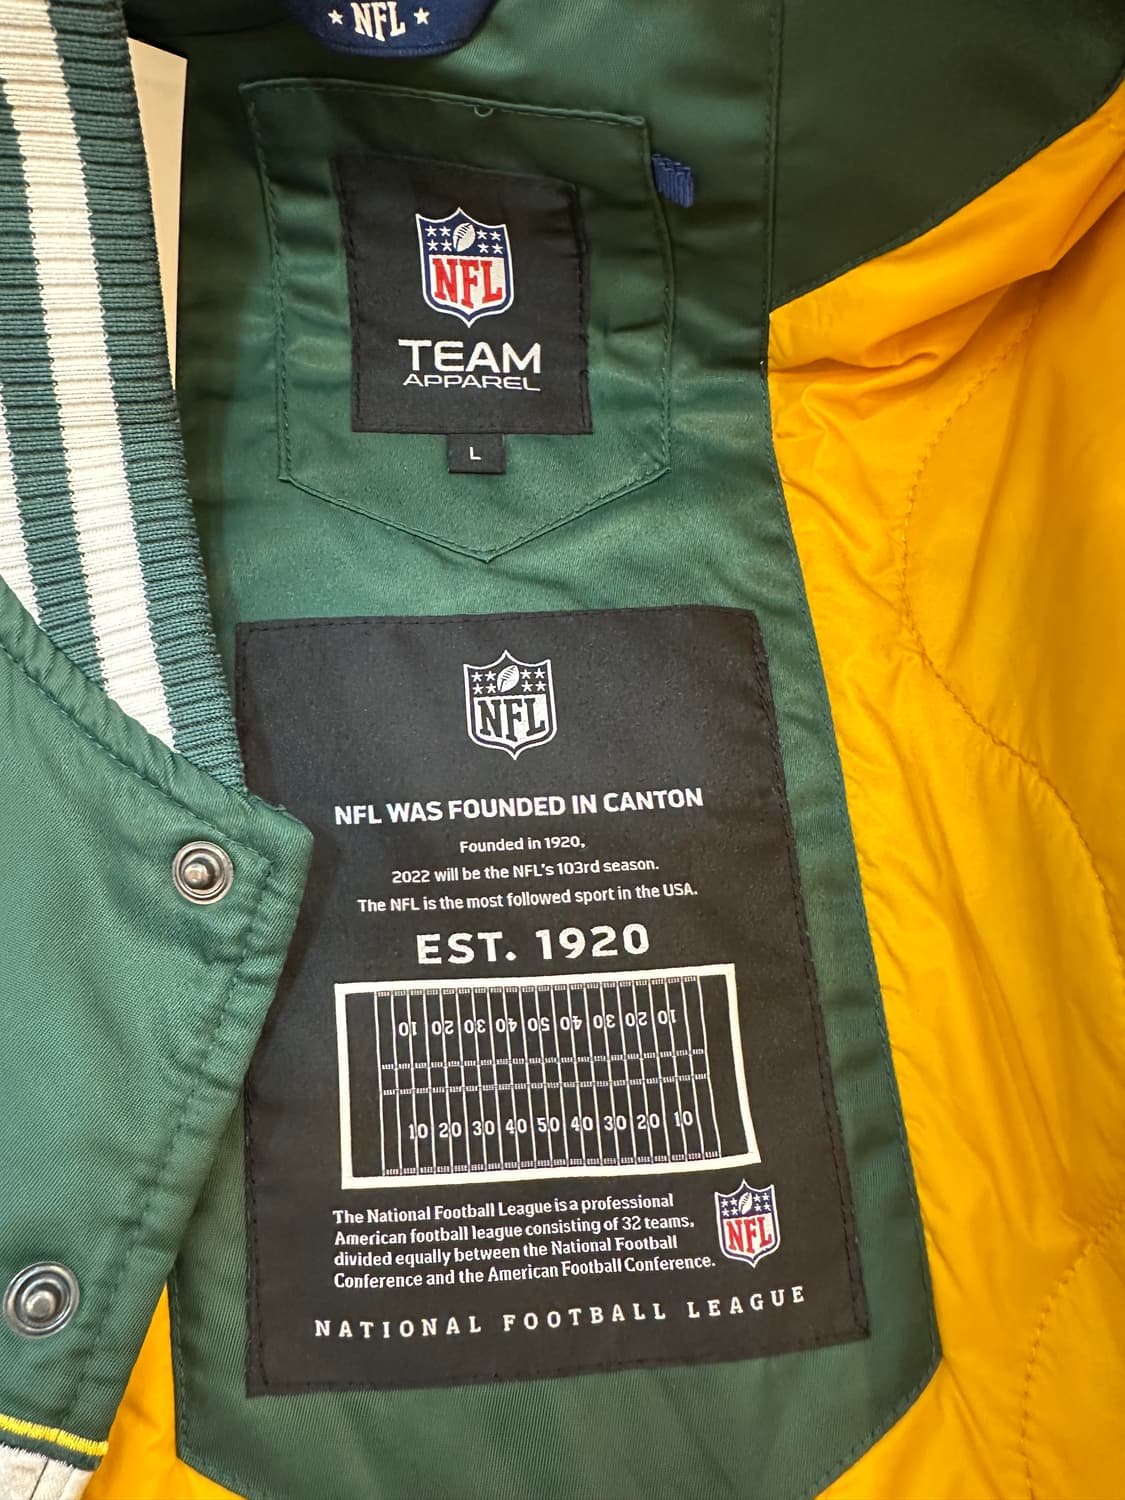 ★ NFL ★
NFL
TEAM
APPAREL
L
NFL
NFL WAS FOUNDED IN CANTON
Founded in 1920,
2022 will be the NFL's 103rd season.
The NFL is the most followed sport in the USA.
EST. 1920
10 20 30 40 50 40 30 20 10
10 20 30 40 50 40 30 20 10
The National Football League is a professional
American football league consisting of 32 teams,
divided equally between the National Football
Conference and the American Football Conference.
NFL
NATIONAL FOOTBALL LEAGUE